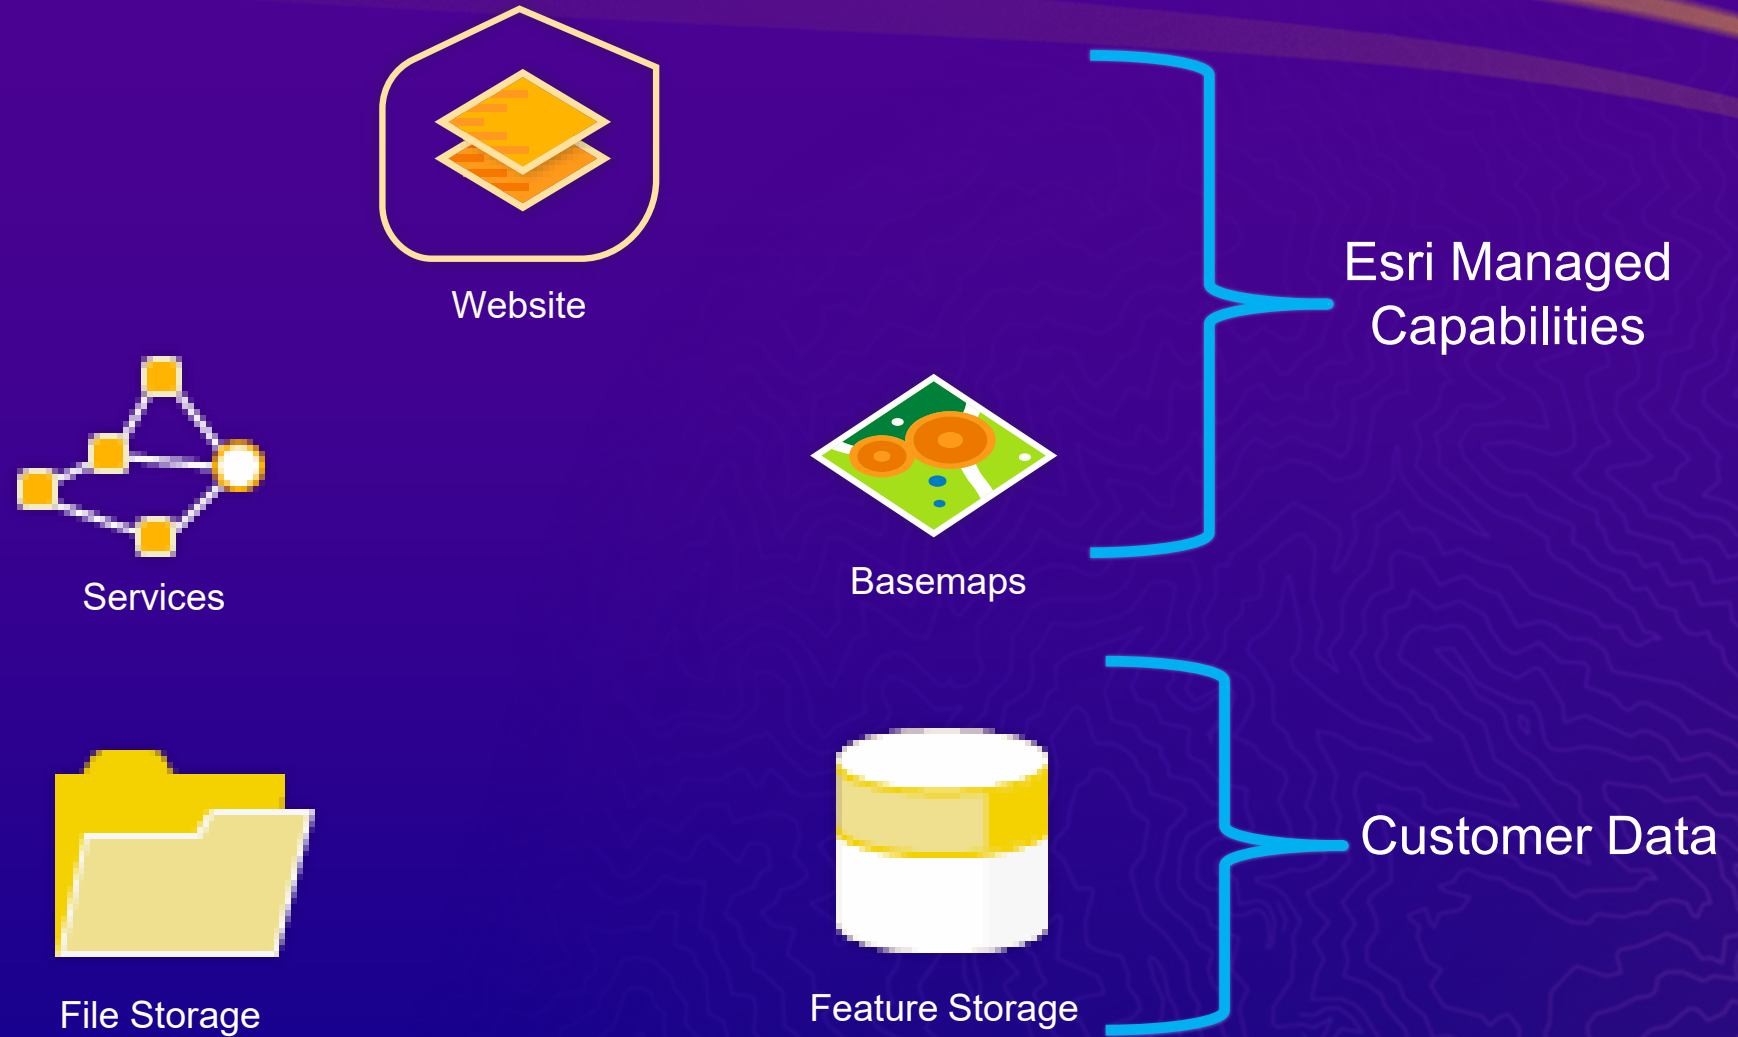 Website
Esri Managed
Capabilities
Services
Basemaps
Customer Data
File Storage
Feature Storage